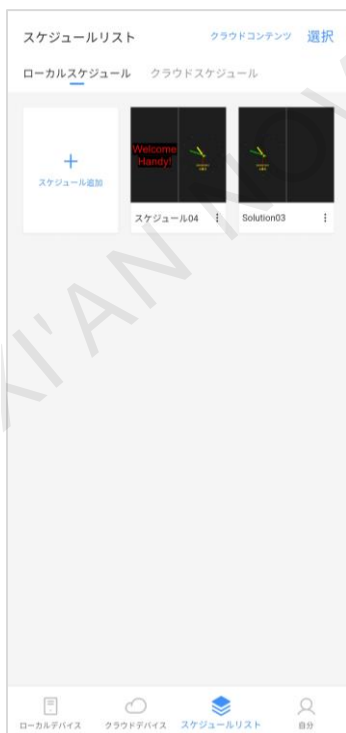 スケジュールリスト クラウドコンテンツ 選択
ローカルスケジュール クラウドスケジュール
Welcome
Handy!
スケジュール追加
スケジュール04
Solution03
XI'AN NOV
ローカルデバイス クラウドデバイス スケジュールリスト 自分